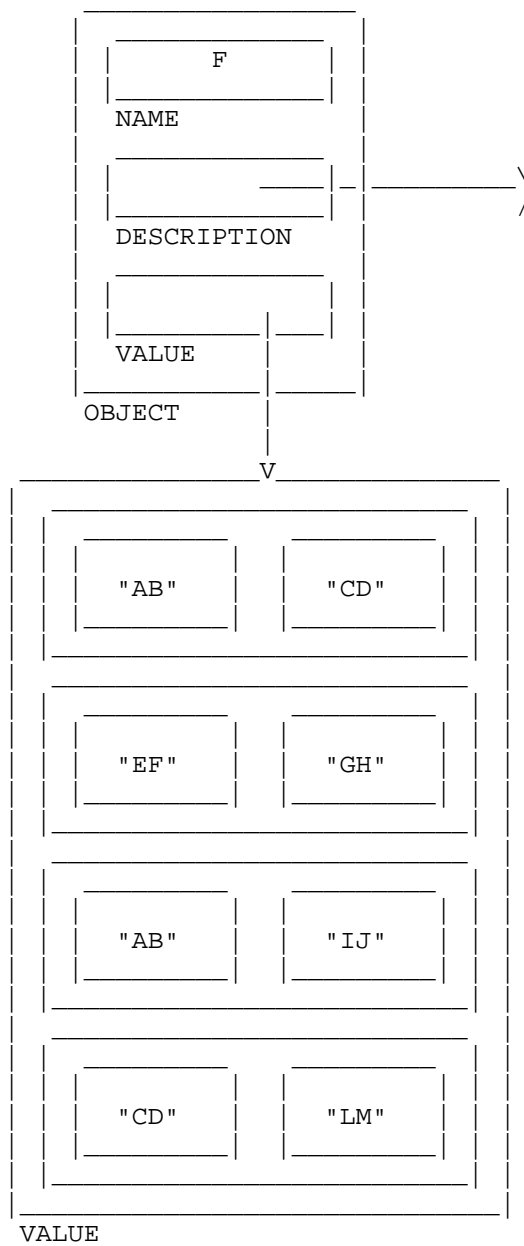 F
NAME
DESCRIPTION
VALUE
OBJECT
V
"AB" "CD"
"EF" "GH"
"AB" "IJ"
"CD" "LM"
VALUE